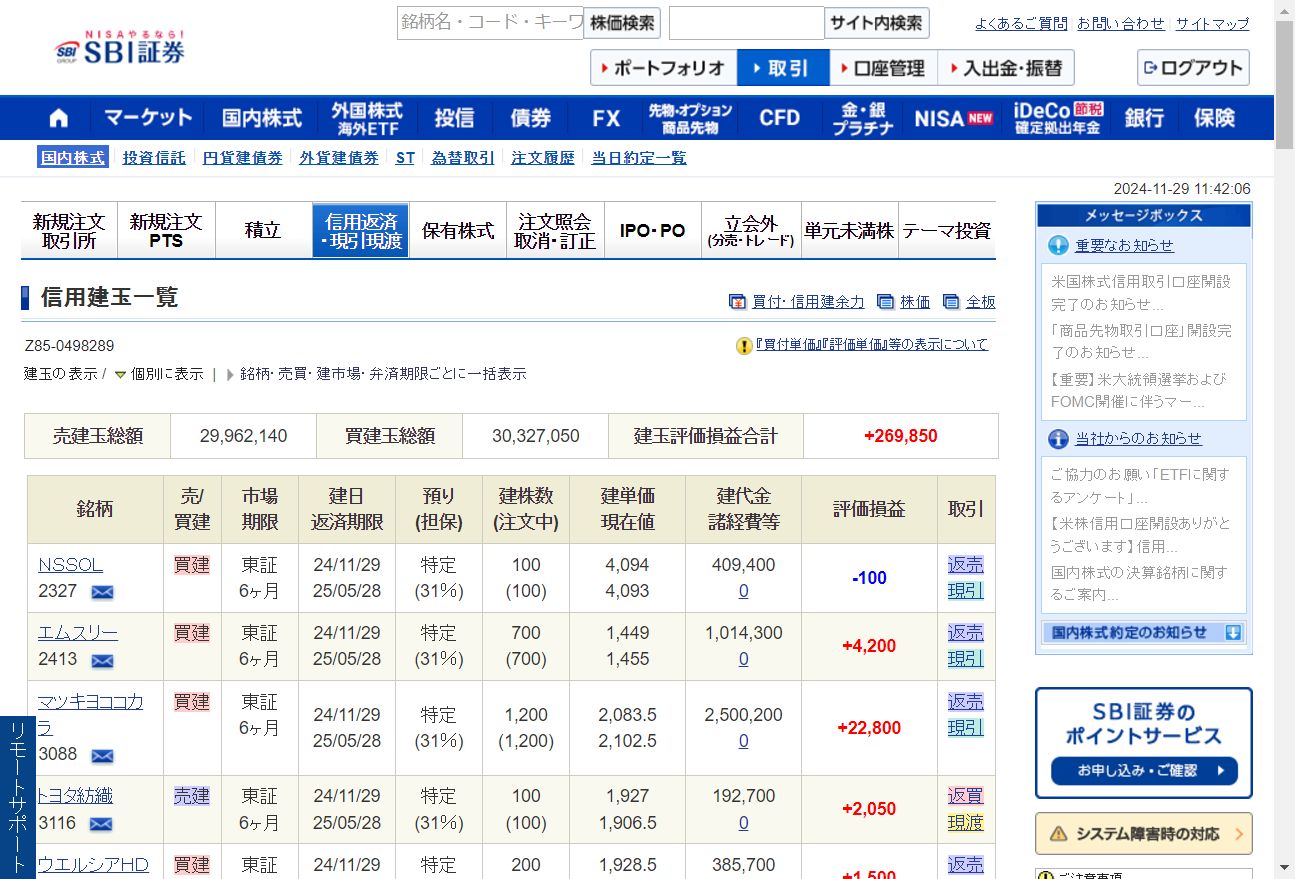 銘柄名・コード・キーワ 株価検索 サイト内検索 よくあるご質問 お問い合わせ サイトマップ
NISAやるなら!
SBI GROUP SBI証券
ポートフォリオ 取引 口座管理 入出金・振替 ログアウト
マーケット 国内株式 外国株式 海外ETF 投信 債券 FX 先物・オプション 商品先物 CFD 金・銀 プラチナ NISA NEW iDeCo 節税 確定拠出年金 銀行 保険
国内株式 投資信託 円貨建債券 外貨建債券 ST 為替取引 注文履歴 当日約定一覧
2024-11-29 11:42:06
新規注文 取引所 新規注文 PTS 積立 信用返済 ・現引現渡 保有株式 注文照会 取消・訂正 IPO・PO 立会外 (分売・トレード) 単元未満株 テーマ投資
信用建玉一覧
買付・信用建余力 株価 全板
Z85-0498289
『買付単価』『評価単価』等の表示について
建玉の表示 / 個別に表示 | 銘柄・売買・建市場・弁済期限ごとに一括表示
売建玉総額 29,962,140 買建玉総額 30,327,050 建玉評価損益合計 +269,850
銘柄 売/買建 市場 期限 建日 返済期限 預り (担保) 建株数 (注文中) 建単価 現在値 建代金 諸経費等 評価損益 取引
NSSOL 買建 東証 24/11/29 特定 100 4,094 409,400 -100 返売
2327 6ヶ月 25/05/28 (31%) (100) 4,093 0 現引
エムスリー 買建 東証 24/11/29 特定 700 1,449 1,014,300 +4,200 返売
2413 6ヶ月 25/05/28 (31%) (700) 1,455 0 現引
マツキヨココカラ 買建 東証 24/11/29 特定 1,200 2,083.5 2,500,200 +22,800 返売
3088 6ヶ月 25/05/28 (31%) (1,200) 2,102.5 0 現引
トヨタ紡織 売建 東証 24/11/29 特定 100 1,927 192,700 +2,050 返買
3116 6ヶ月 25/05/28 (31%) (100) 1,906.5 0 現渡
ウエルシアHD 買建 東証 24/11/29 特定 200 1,928.5 385,700 +1,500 返売
リモートサポート
メッセージボックス
重要なお知らせ
米国株式信用取引口座開設
完了のお知らせ...
「商品先物取引口座」開設完
了のお知らせ...
【重要】米大統領選挙および
FOMC開催に伴うマー...
当社からのお知らせ
ご協力のお願い「ETFに関す
るアンケート」...
【米株信用口座開設ありがと
うございます】信用...
国内株式の決算銘柄に関す
るご案内...
国内株式約定のお知らせ
SBI証券の
ポイントサービス
お申し込み・ご確認
システム障害時の対応
ご注意事項